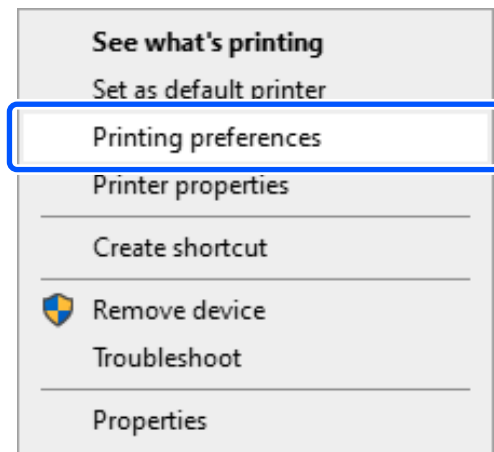 See what's printing
Set as default printer
Printing preferences
Printer properties
Create shortcut
Remove device
Troubleshoot
Properties